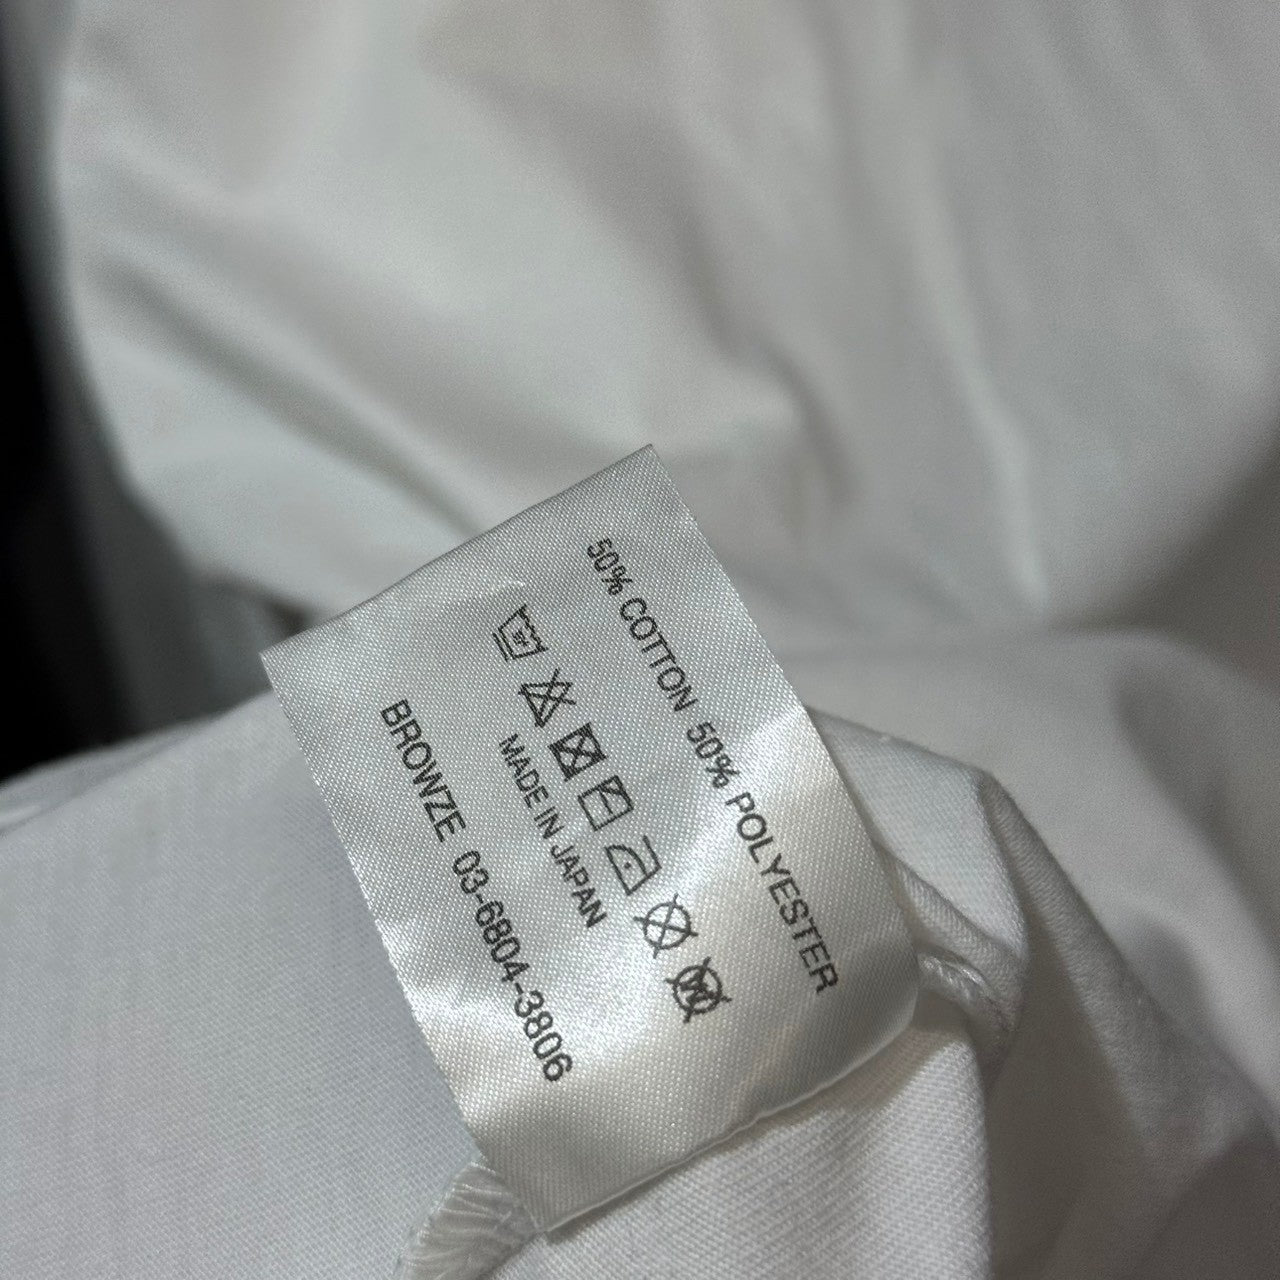 50% COTTON 50% POLYESTER
MADE IN JAPAN
BROWZE 03-6804-3806